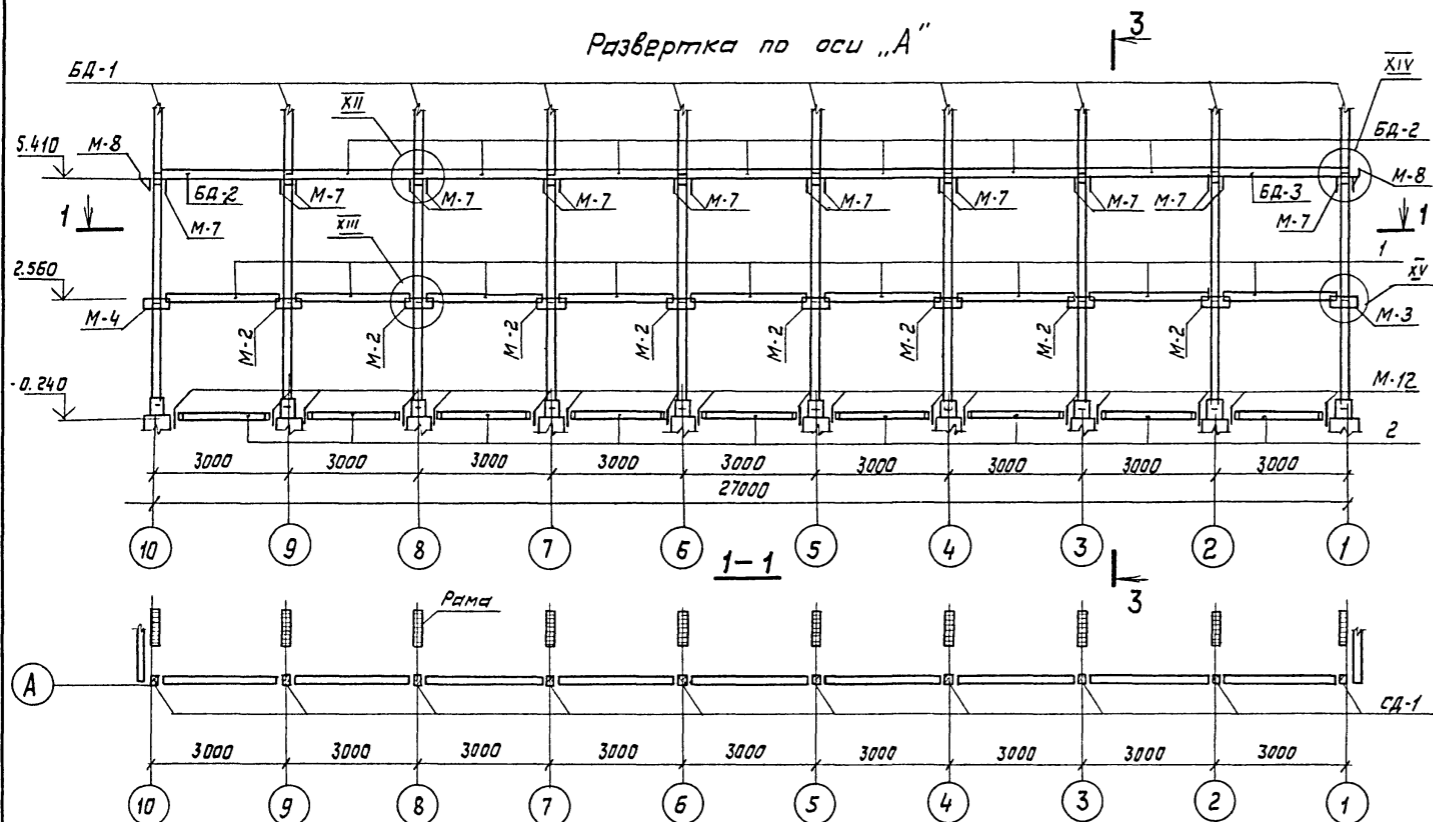 Развертка по оси „А"
3
БД-1
XII
XIV
5.410
М-8
БД-2
БД-2
М-7
М-7
М-7
М-7
М-7
М-7
М-7
М-7
М-7
БД-3
М-8
М-7
М-7
1
1
XIII
2.560
1
XV
М-4
М-2
М-2
М-2
М-2
М-2
М-2
М-2
М-2
М-3
-0.240
М-12
2
3000 3000 3000 3000 3000 3000 3000 3000 3000
27000
10 9 8 7 6 5 4 3 2 1
1-1
3
Рама
А
СД-1
3000 3000 3000 3000 3000 3000 3000 3000 3000
10 9 8 7 6 5 4 3 2 1